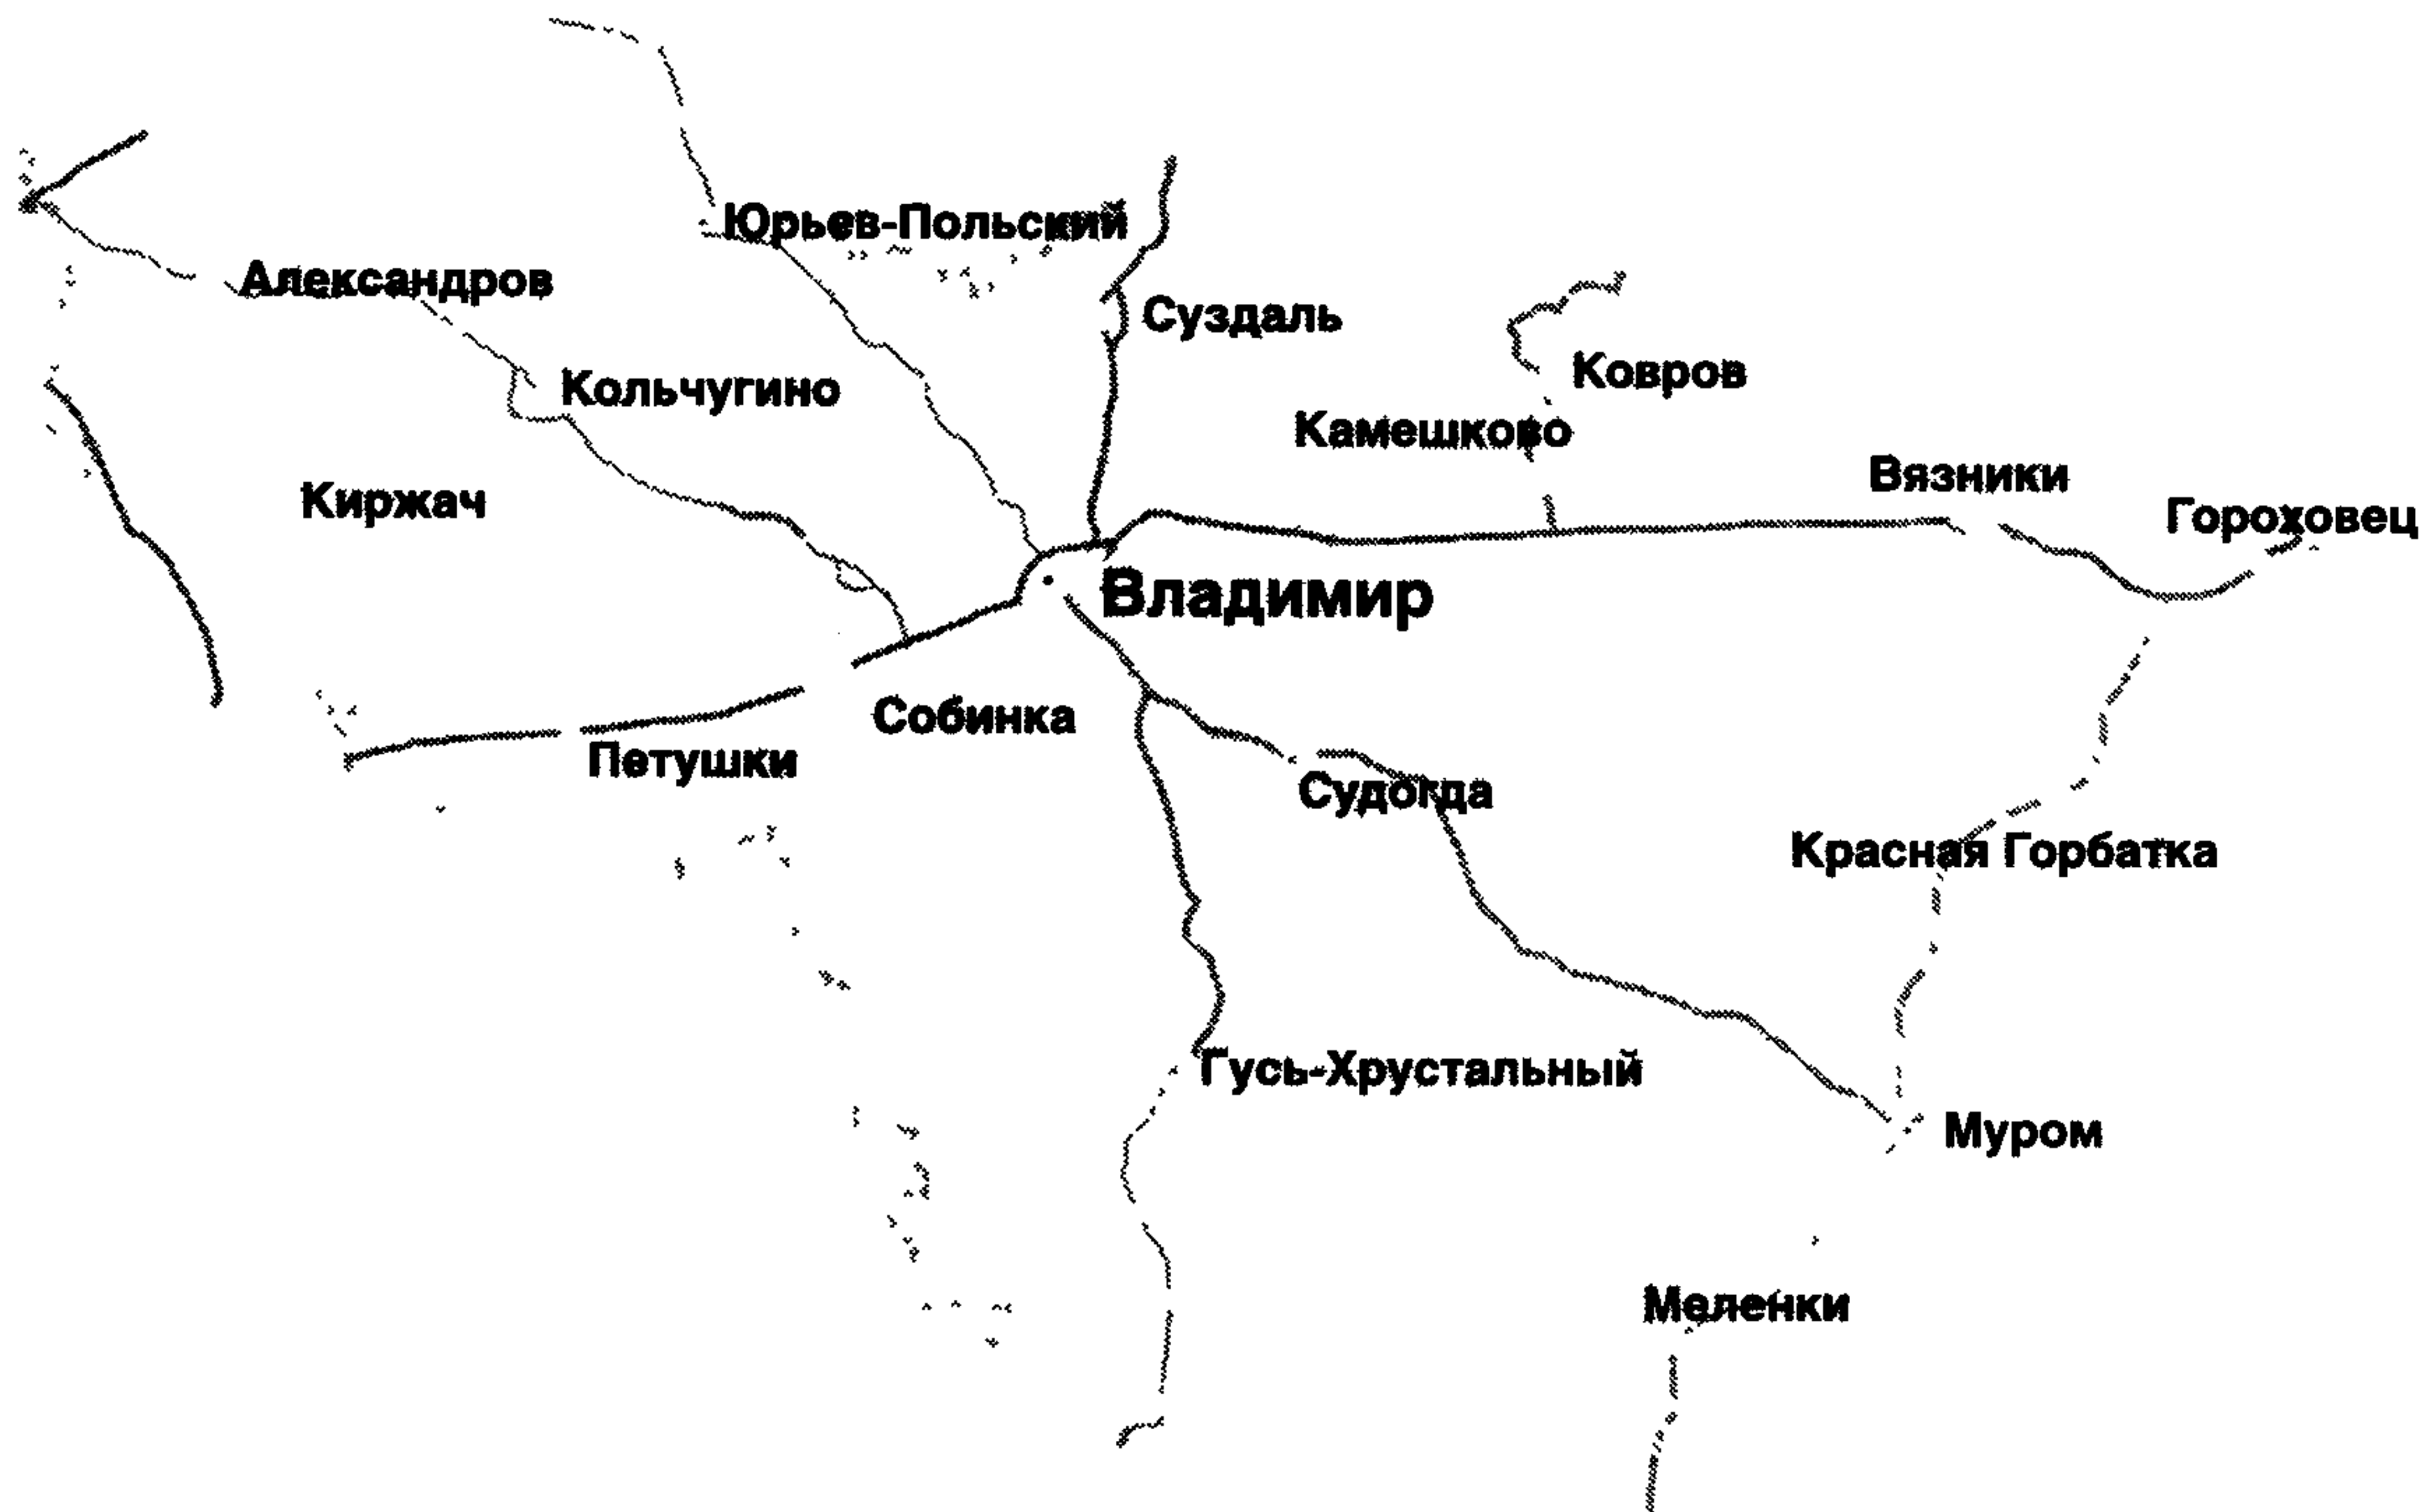 Юрьев-Польский
Александров
Суздаль
Ковров
Кольчугино
Камешково
Вязники
Киржач
Гороховец
Владимир
Собинка
Петушки
Судогда
Красная Горбатка
Гусь-Хрустальный
Муром
Меленки